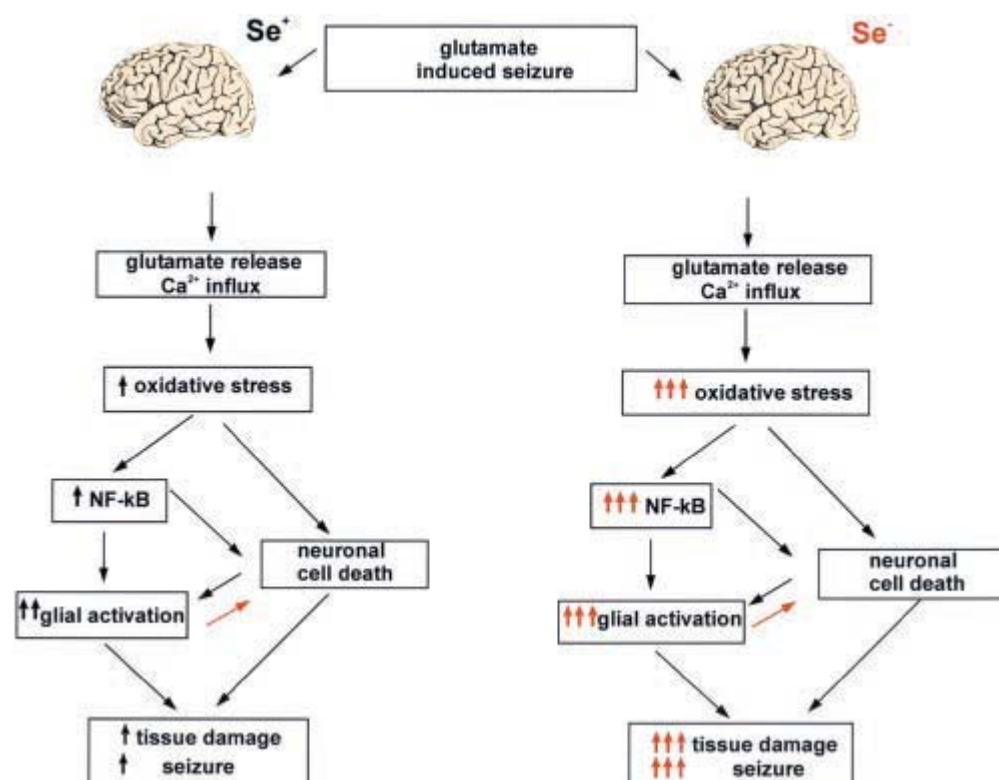 Se⁺
glutamate
induced seizure
Se⁻
glutamate release
Ca²⁺ influx
↑ oxidative stress
↑ NF-kB
neuronal
cell death
↑↑glial activation
↑ tissue damage
↑ seizure
glutamate release
Ca²⁺ influx
↑↑↑ oxidative stress
↑↑↑ NF-kB
neuronal
cell death
↑↑↑glial activation
↑↑↑ tissue damage
↑↑↑ seizure